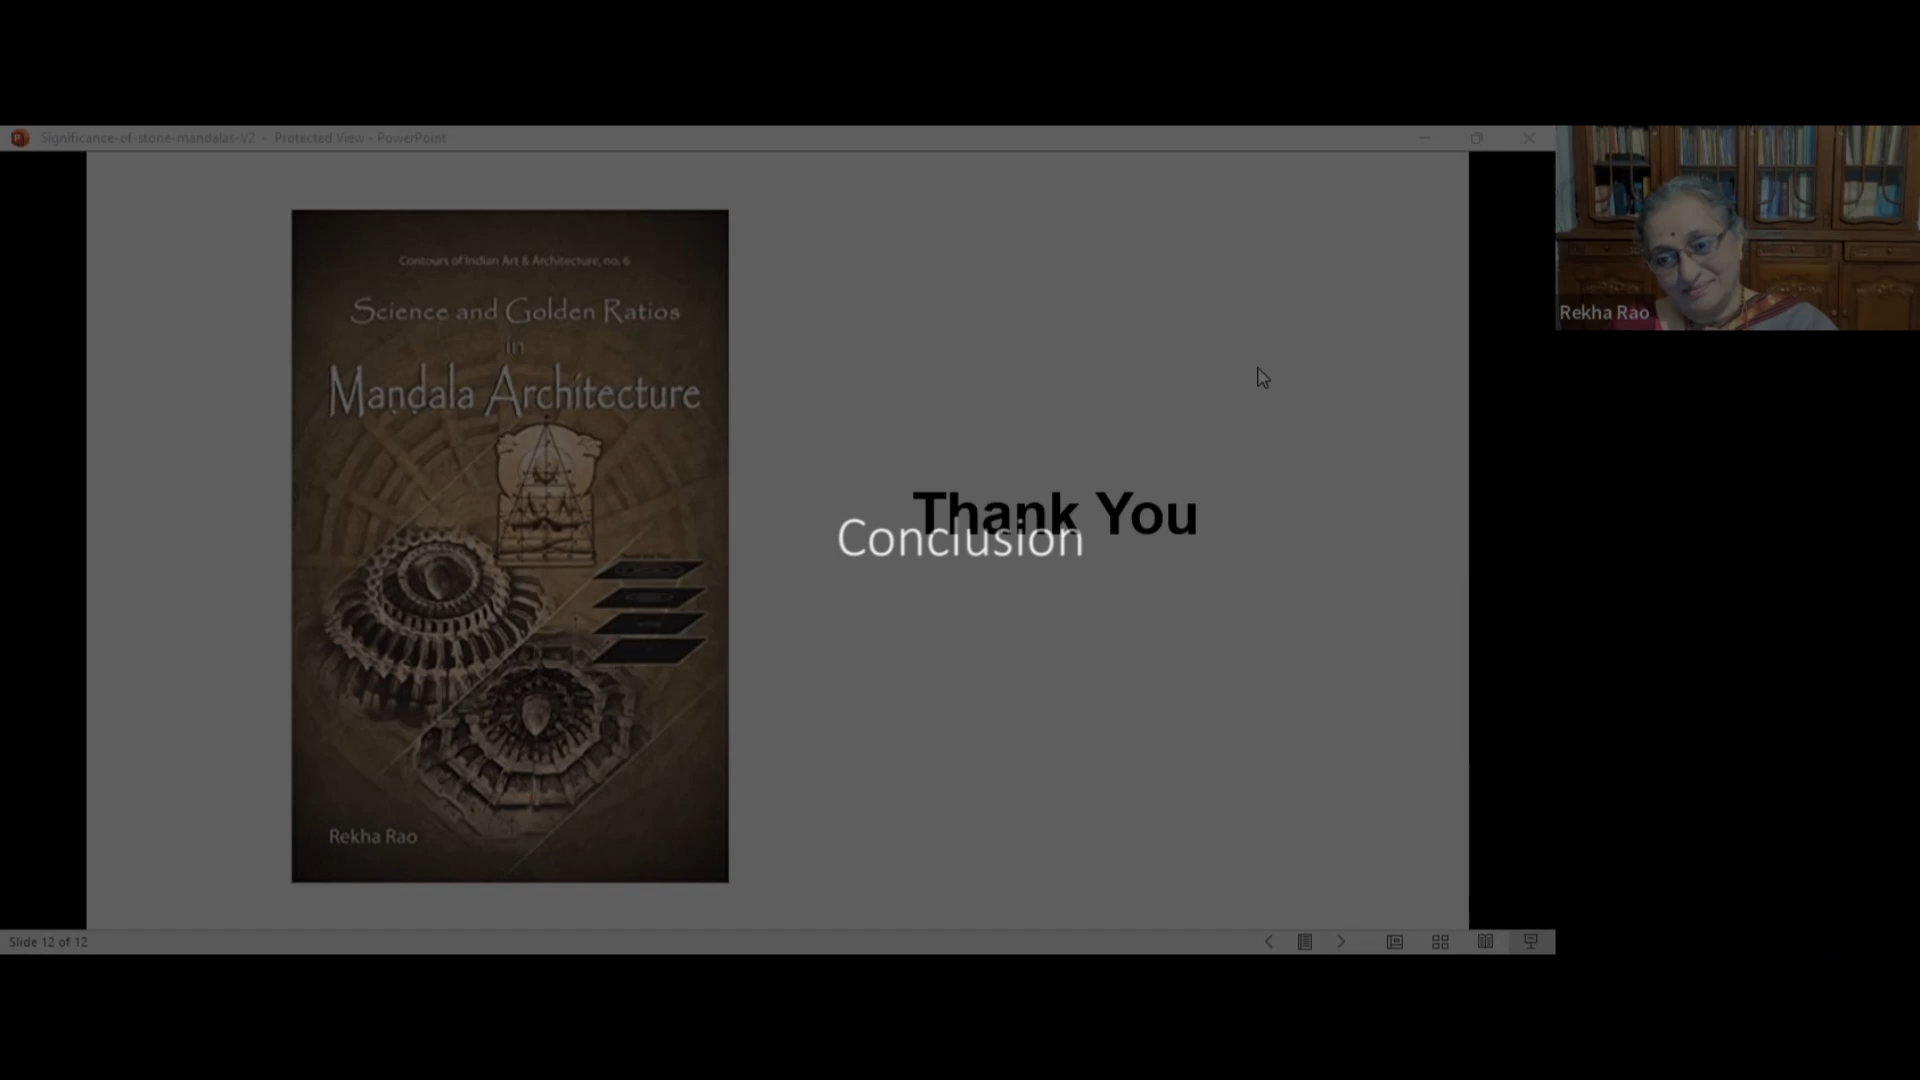 Significance-of-stone-mandalas-V2 - Protected View - PowerPoint
Contours of Indian Art & Architecture, no. 6
Science and Golden Ratios
in
Maṇḍala Architecture
Rekha Rao
Thank You
Conclusion
Rekha Rao
Slide 12 of 12